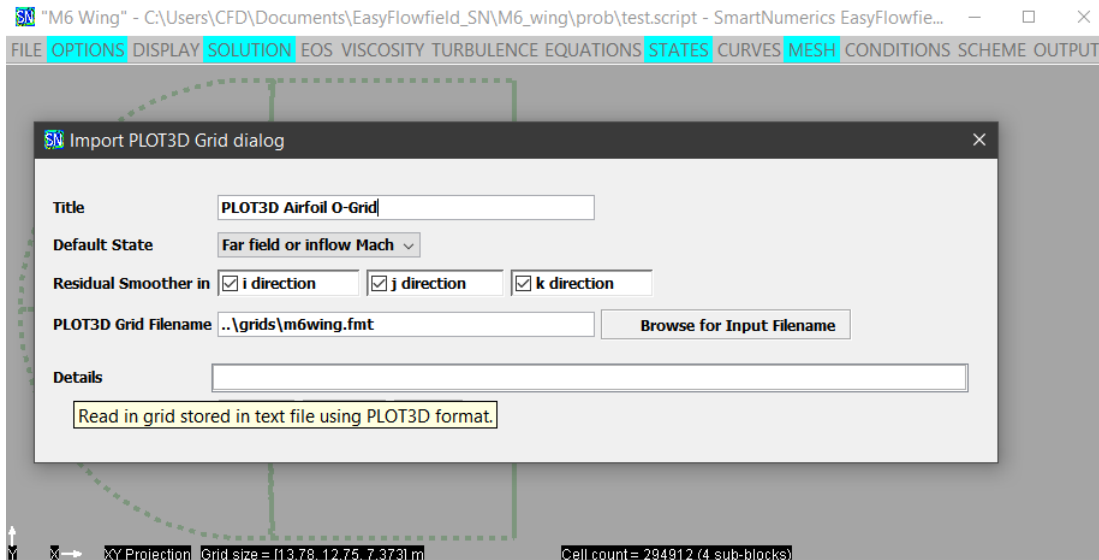 "M6 Wing" - C:\Users\CFD\Documents\EasyFlowfield_SN\M6_wing\prob\test.script - SmartNumerics EasyFlowfie...
FILE OPTIONS DISPLAY SOLUTION EOS VISCOSITY TURBULENCE EQUATIONS STATES CURVES MESH CONDITIONS SCHEME OUTPUT
SN Import PLOT3D Grid dialog
Title PLOT3D Airfoil O-Grid
Default State Far field or inflow Mach
Residual Smoother in i direction j direction k direction
PLOT3D Grid Filename ..\grids\m6wing.fmt Browse for Input Filename
Details
Read in grid stored in text file using PLOT3D format.
Y X XY Projection Grid size = [13.78, 12.75, 7.373] m Cell count = 294912 (4 sub-blocks)